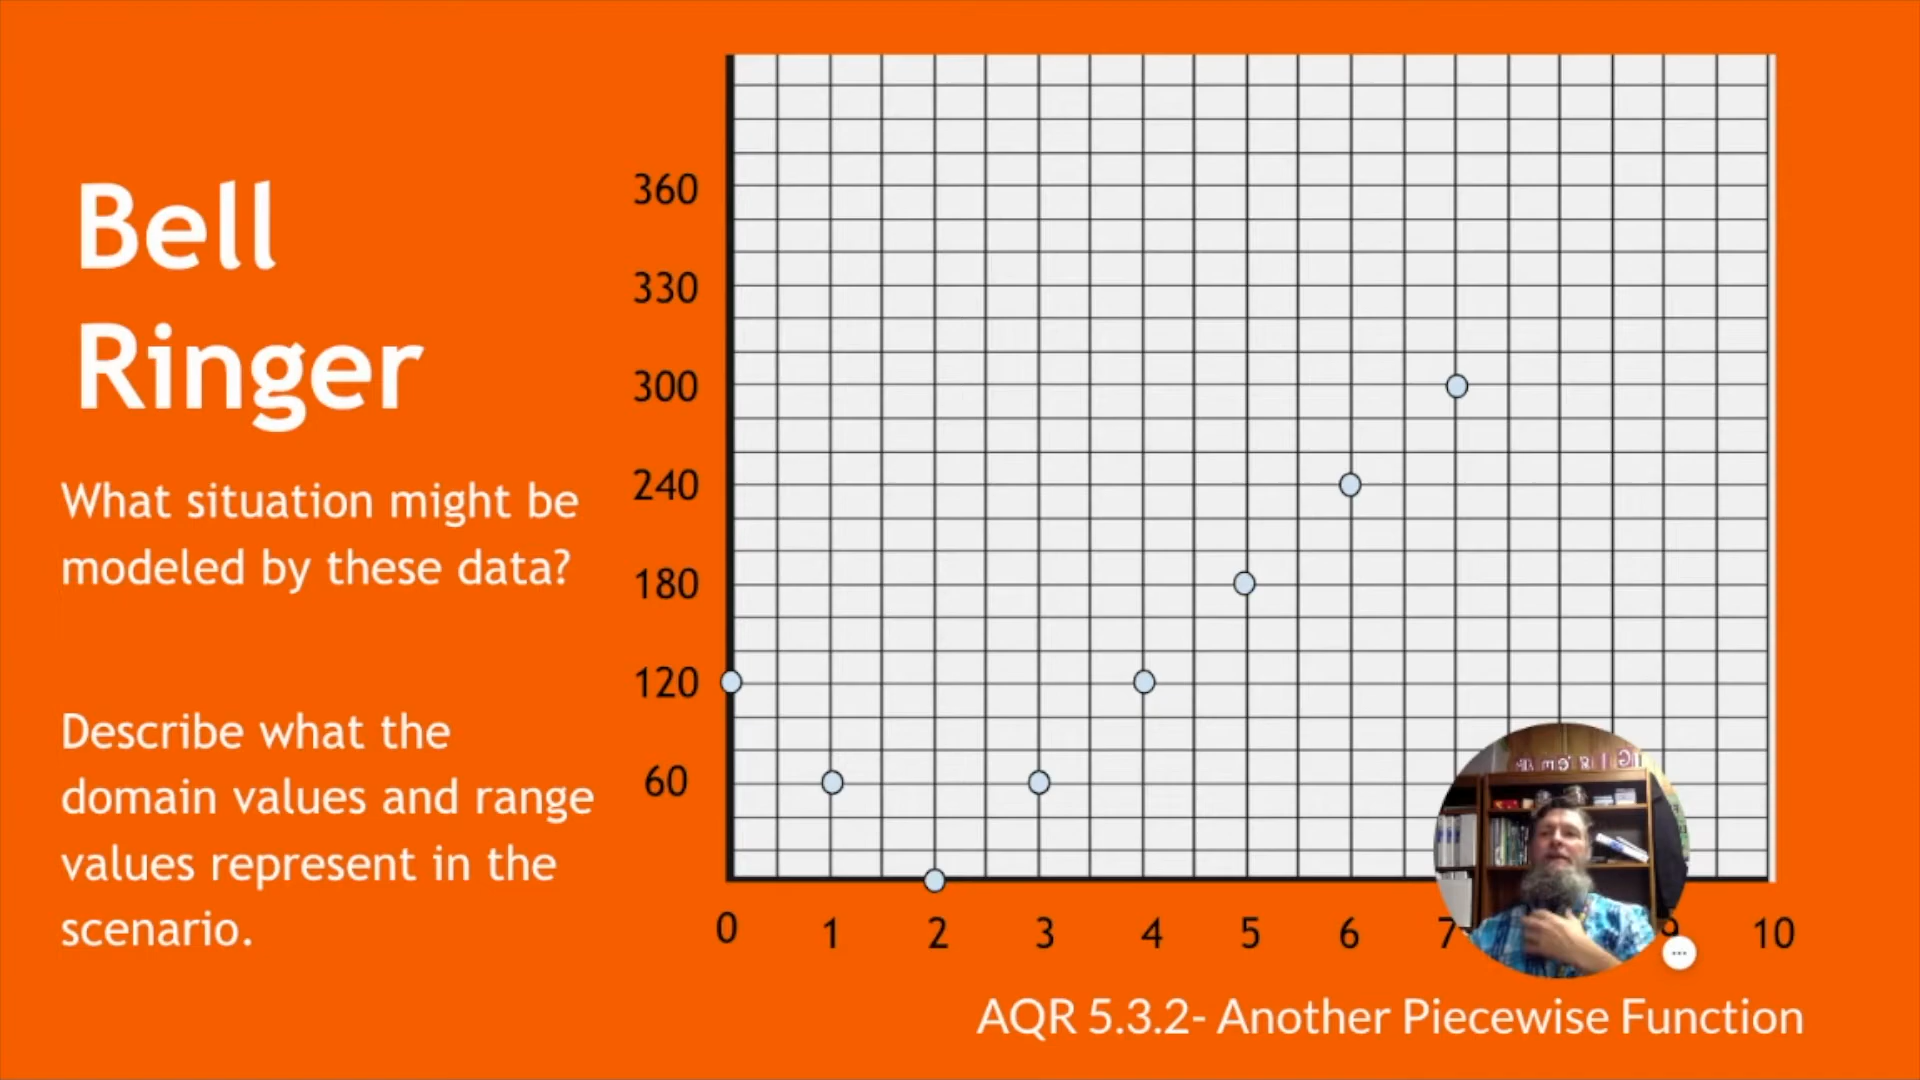 Bell
Ringer
What situation might be
modeled by these data?
Describe what the
domain values and range
values represent in the
scenario.
360
330
300
240
180
120
60
0 1 2 3 4 5 6 7 9 10
AQR 5.3.2- Another Piecewise Function